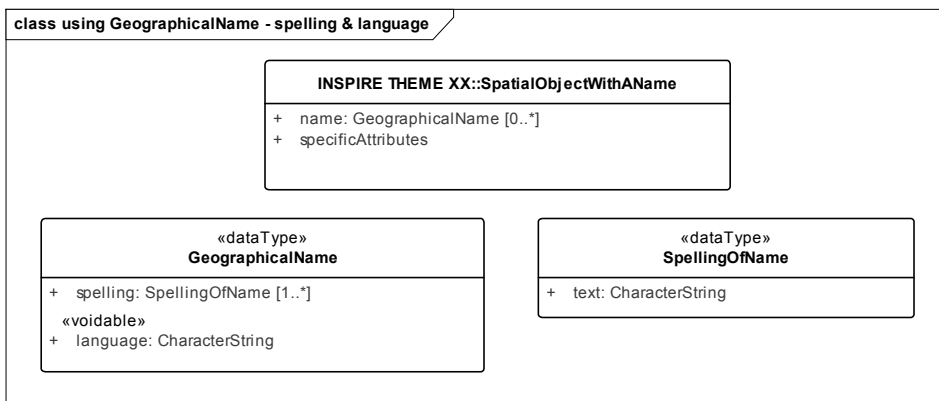 class using GeographicalName - spelling & language
INSPIRE THEME XX::SpatialObjectWithAName
+ name: GeographicalName [0..*]
+ specificAttributes
«dataType»
GeographicalName
+ spelling: SpellingOfName [1..*]
«voidable»
+ language: CharacterString
«dataType»
SpellingOfName
+ text: CharacterString